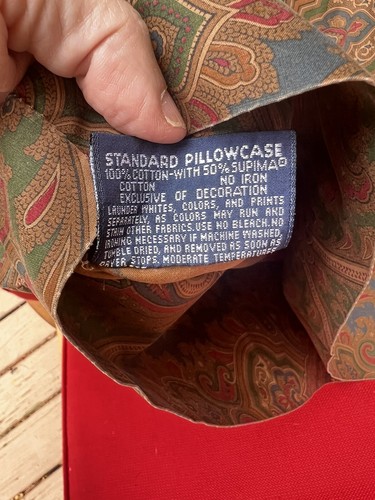 STANDARD PILLOWCASE
100% COTTON-WITH 50% SUPIMA®
COTTON NO IRON
EXCLUSIVE OF DECORATION
LAUNDER WHITES, COLORS, AND PRINTS
SEPARATELY, AS COLORS MAY RUN AND
STAIN OTHER FABRICS. USE NO BLEACH. NO
IRONING NECESSARY IF MACHINE WASHED,
TUMBLE DRIED, AND REMOVED AS SOON AS
DRYER STOPS. MODERATE TEMPERATURES